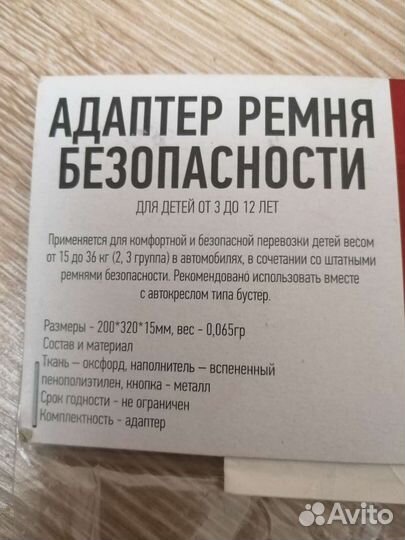 АДАПТЕР РЕМНЯ
БЕЗОПАСНОСТИ
ДЛЯ ДЕТЕЙ ОТ 3 ДО 12 ЛЕТ
Применяется для комфортной и безопасной перевозки детей весом
от 15 до 36 кг (2, 3 группа) в автомобилях, в сочетании со штатными
ремнями безопасности. Рекомендовано использовать вместе
с автокреслом типа бустер.
Размеры - 200*320*15мм, вес - 0,065гр
Состав и материал
Ткань – оксфорд, наполнитель – вспененный
пенополиэтилен, кнопка - металл
Срок годности - не ограничен
Комплектность - адаптер
Avito